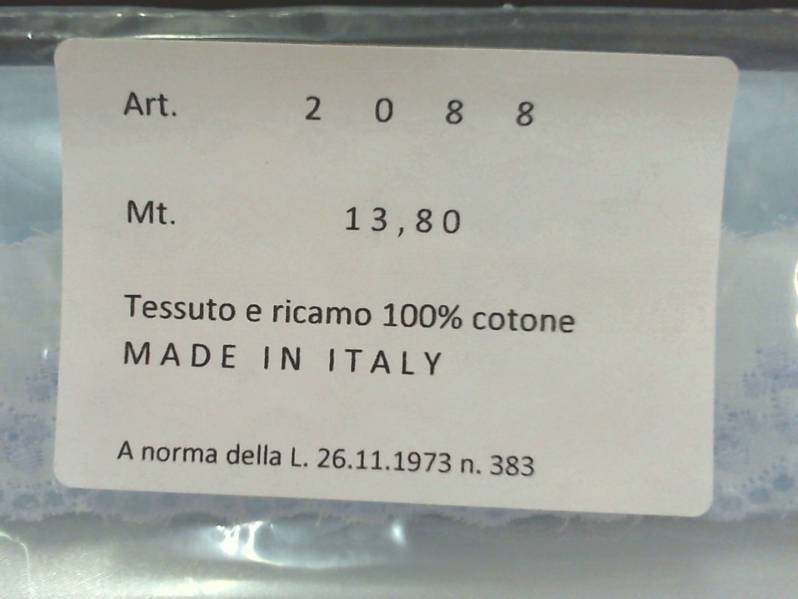 Art. 2 0 8 8
Mt. 13,80
Tessuto e ricamo 100% cotone
MADE IN ITALY
A norma della L. 26.11.1973 n. 383